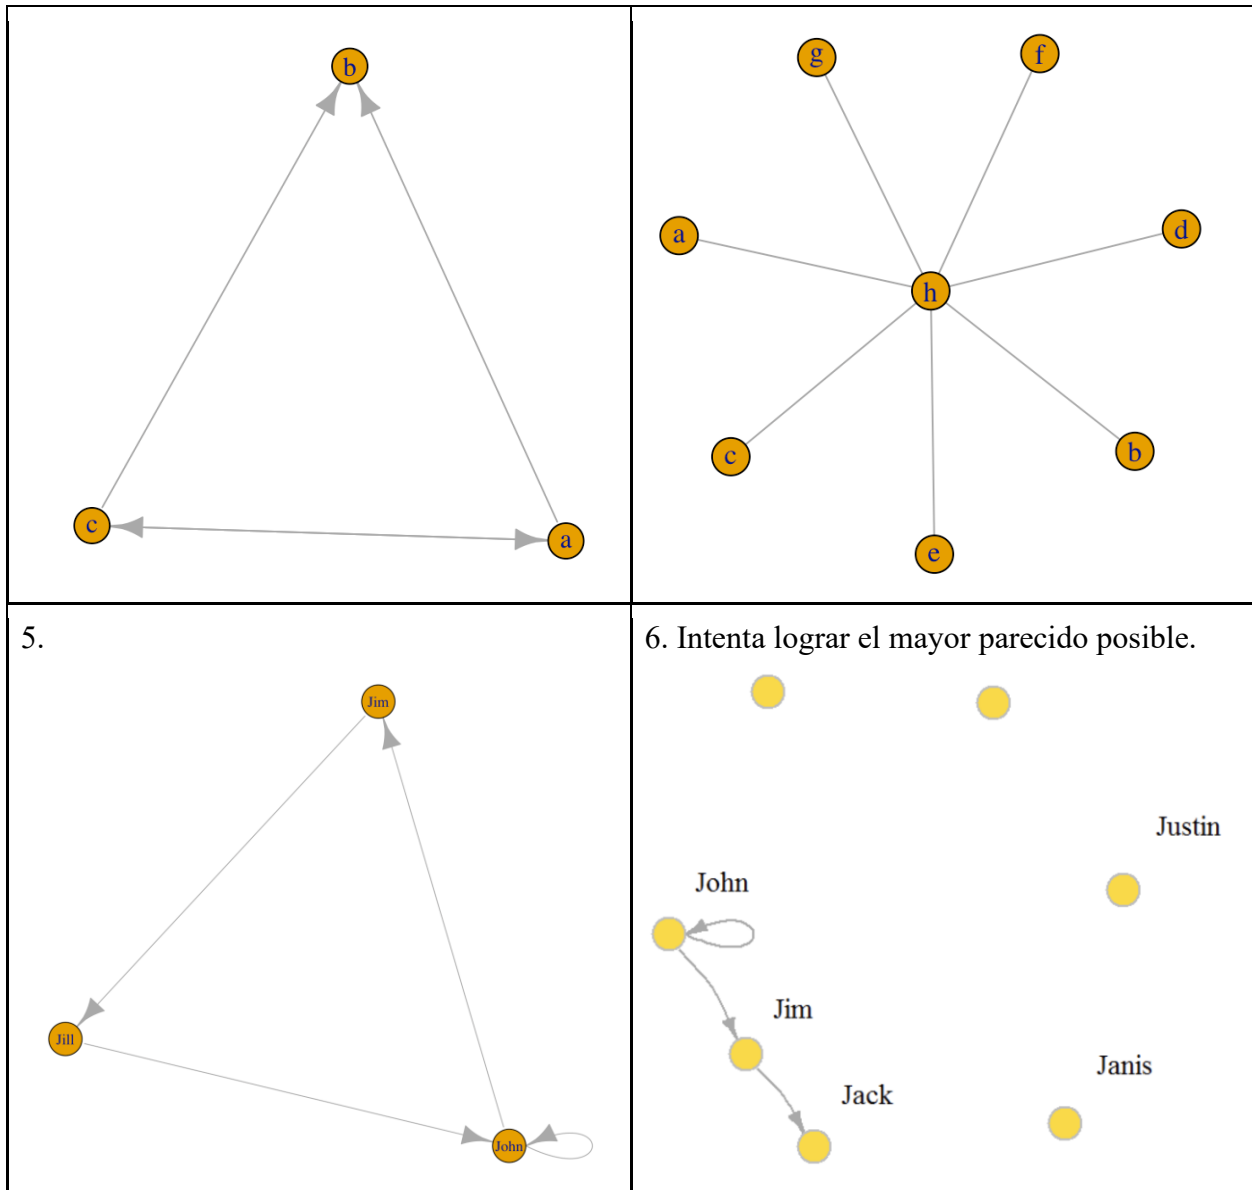 b
c
a
g
f
a
d
h
c
b
e
5.
Jim
Jill
John
6. Intenta lograr el mayor parecido posible.
Justin
John
Jim
Janis
Jack